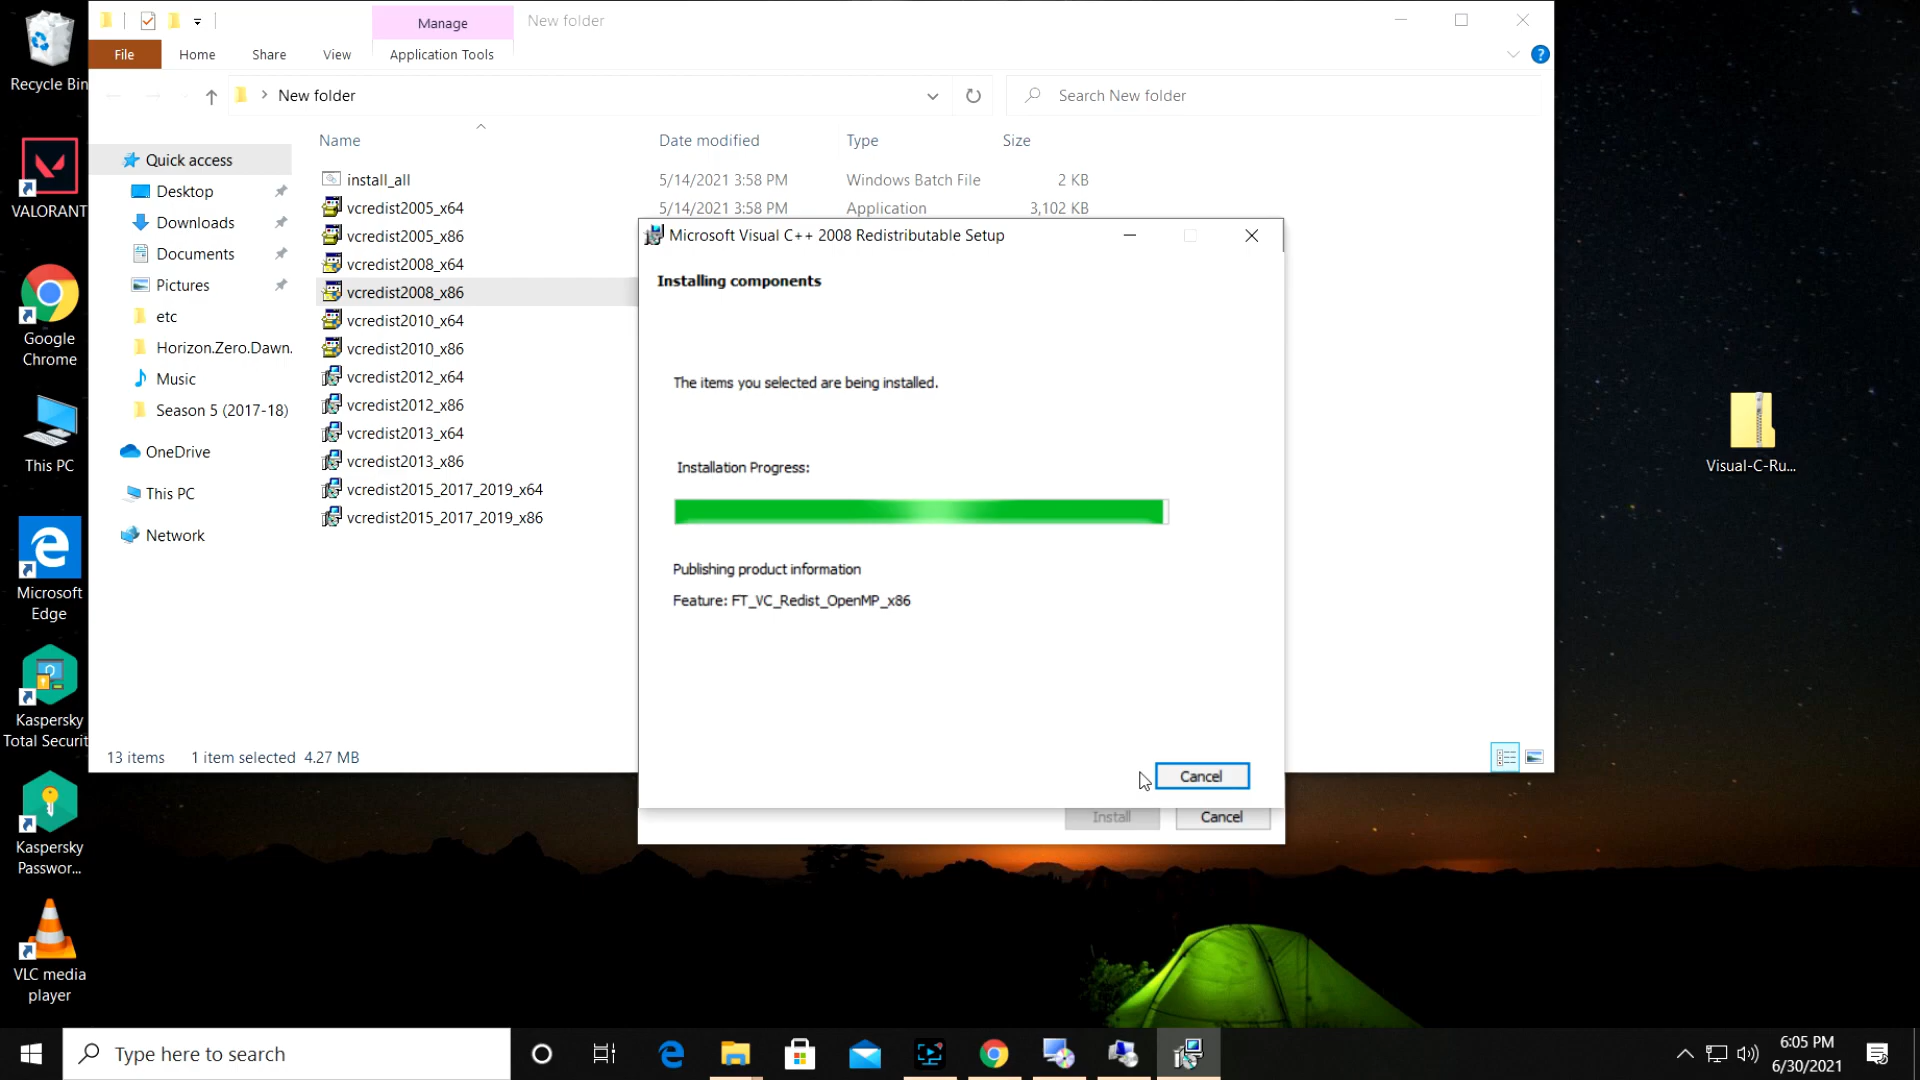 Manage
New folder
File
Home
Share
View
Application Tools
?
New folder
Search New folder
Name
Date modified
Type
Size
Quick access
Desktop
Downloads
Documents
Pictures
etc
Horizon.Zero.Dawn.
Music
Season 5 (2017-18)
OneDrive
This PC
Network
install_all 5/14/2021 3:58 PM Windows Batch File 2 KB
vcredist2005_x64 5/14/2021 3:58 PM Application 3,102 KB
vcredist2005_x86
vcredist2008_x64
vcredist2008_x86
vcredist2010_x64
vcredist2010_x86
vcredist2012_x64
vcredist2012_x86
vcredist2013_x64
vcredist2013_x86
vcredist2015_2017_2019_x64
vcredist2015_2017_2019_x86
13 items 1 item selected 4.27 MB
Microsoft Visual C++ 2008 Redistributable Setup
Installing components
The items you selected are being installed.
Installation Progress:
Publishing product information
Feature: FT_VC_Redist_OpenMP_x86
Cancel
Install
Cancel
Recycle Bin
VALORANT
Google
Chrome
This PC
Microsoft
Edge
Kaspersky
Total Securit
Kaspersky
Passwor...
VLC media
player
Visual-C-Ru...
Type here to search
6:05 PM
6/30/2021